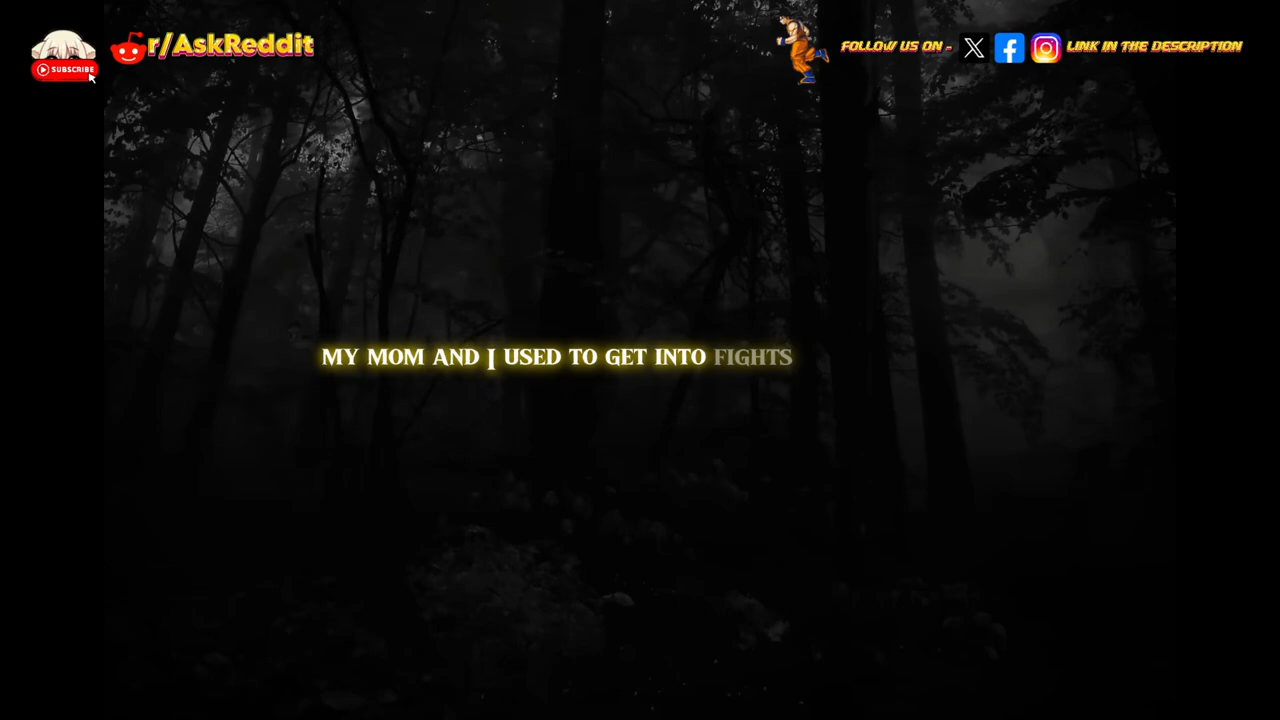 SUBSCRIBE
r/AskReddit
FOLLOW US ON -
LINK IN THE DESCRIPTION
MY MOM AND I USED TO GET INTO FIGHTS